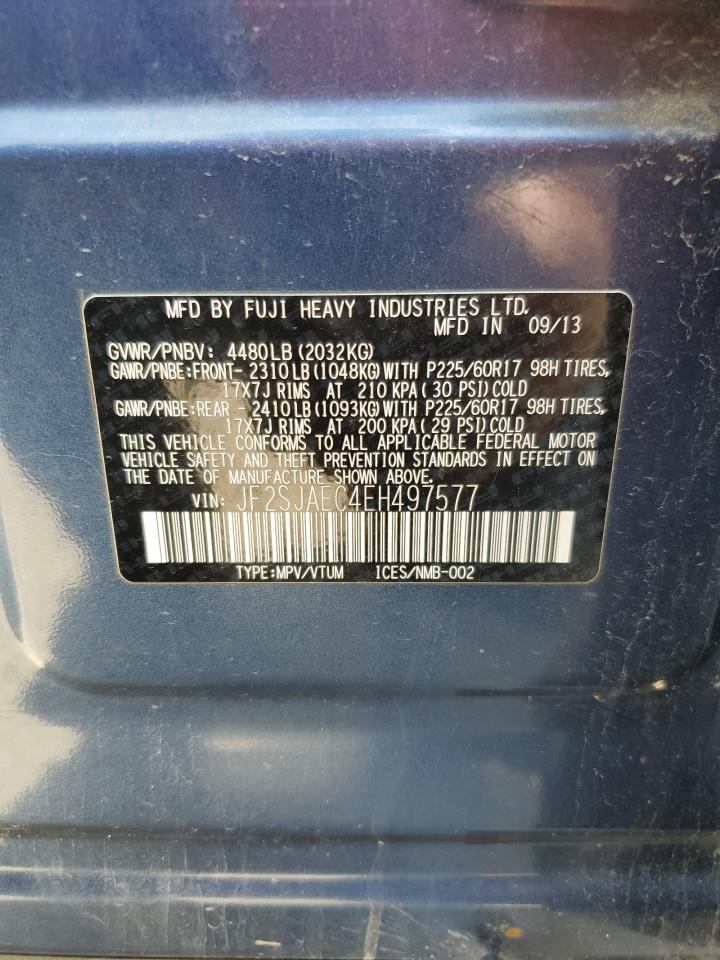 MFD BY FUJI HEAVY INDUSTRIES LTD.
MFD IN 09/13
GVWR/PNBV: 4480LB (2032KG)
GAWR/PNBE:FRONT- 2310LB (1048KG) WITH P225/60R17 98H TIRES,
17X7J RIMS AT 210 KPA ( 30 PSI) COLD
GAWR/PNBE:REAR - 2410LB (1093KG) WITH P225/60R17 98H TIRES,
17X7J RIMS AT 200 KPA ( 29 PSI) COLD
THIS VEHICLE CONFORMS TO ALL APPLICABLE FEDERAL MOTOR
VEHICLE SAFETY AND THEFT PREVENTION STANDARDS IN EFFECT ON
THE DATE OF MANUFACTURE SHOWN ABOVE.
VIN: JF2SJAEC4EH497577
TYPE:MPV/VTUM ICES/NMB-002